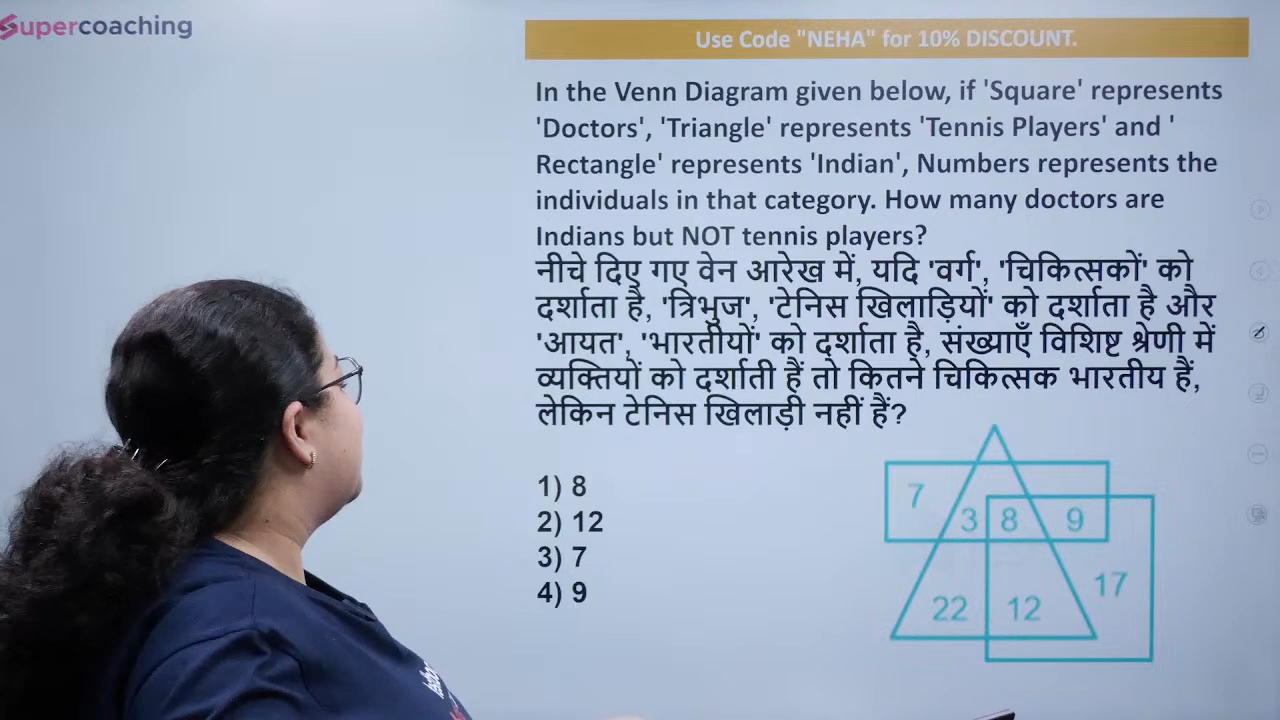 Supercoaching
Use Code "NEHA" for 10% DISCOUNT.
In the Venn Diagram given below, if 'Square' represents
'Doctors', 'Triangle' represents 'Tennis Players' and '
Rectangle' represents 'Indian', Numbers represents the
individuals in that category. How many doctors are
Indians but NOT tennis players?
नीचे दिए गए वेन आरेख में, यदि 'वर्ग', 'चिकित्सकों' को
दर्शाता है, 'त्रिभुज', 'टेनिस खिलाड़ियों' को दर्शाता है और
'आयत', 'भारतीयों' को दर्शाता है, संख्याएँ विशिष्ट श्रेणी में
व्यक्तियों को दर्शाती हैं तो कितने चिकित्सक भारतीय हैं,
लेकिन टेनिस खिलाड़ी नहीं हैं?
1) 8
2) 12
3) 7
4) 9
7
3 8 9
17
22 12